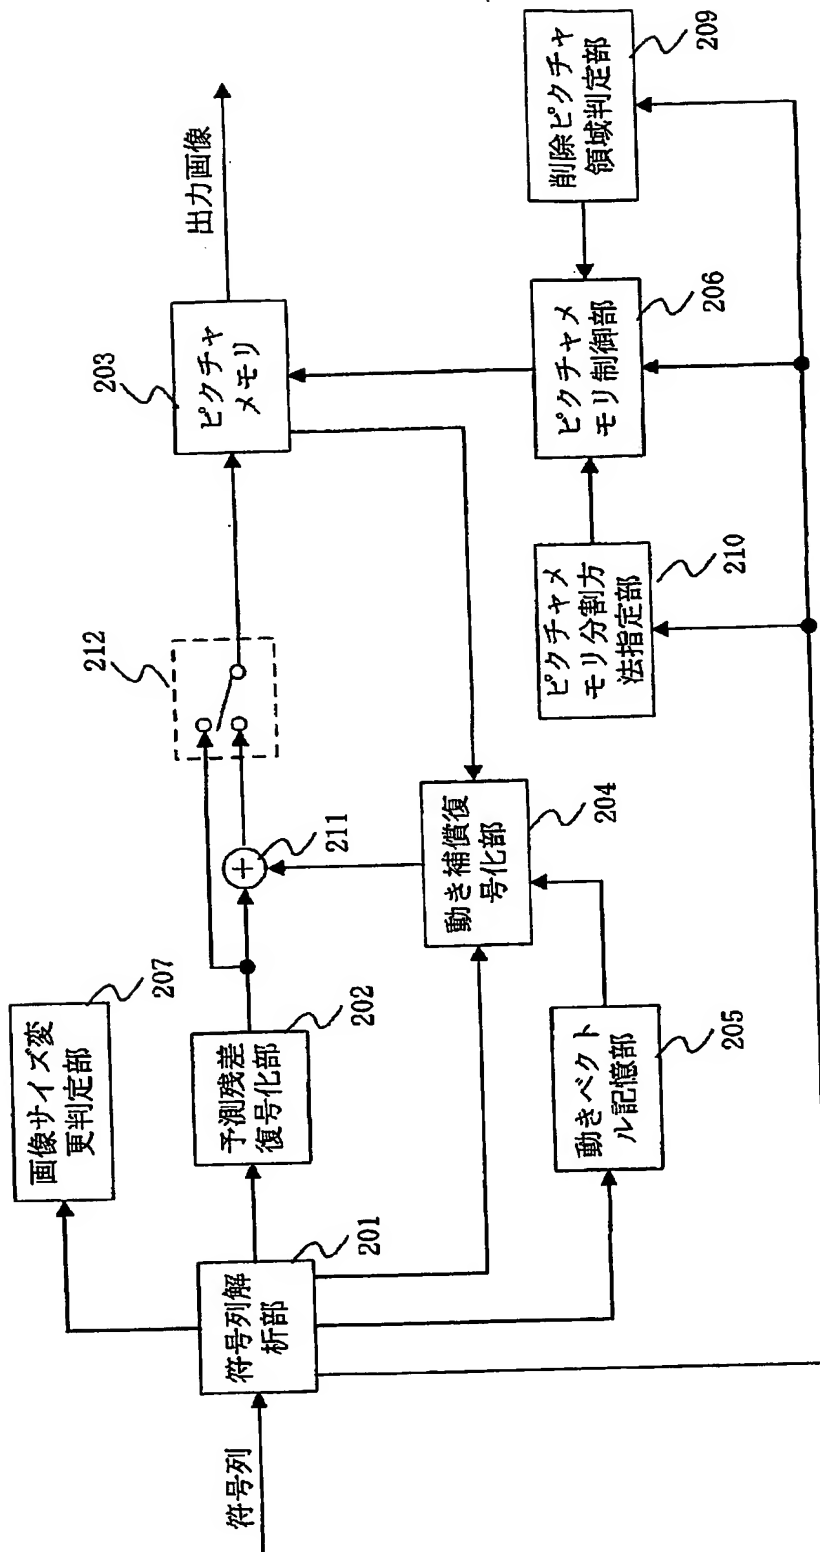 符号列
符号列解
析部
201
画像サイズ変
更判定部
207
予測残差
復号化部
202
211
212
ピクチャ
メモリ
203
出力画像
動き補償復
号化部
204
動きベクト
ル記憶部
205
ピクチャメ
モリ分割方
法指定部
210
ピクチャメ
モリ制御部
206
削除ピクチャ
領域判定部
209